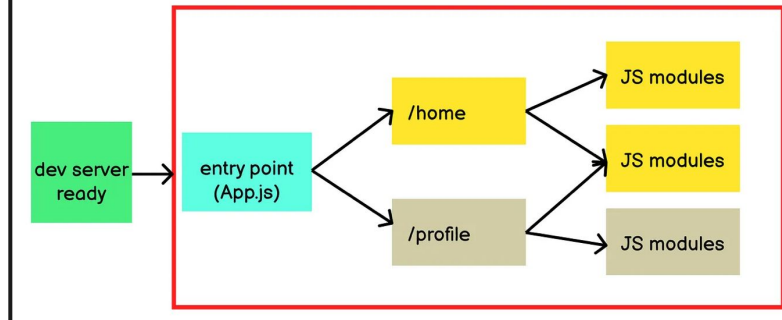 dev server
ready
entry point
(App.js)
/home
/profile
JS modules
JS modules
JS modules